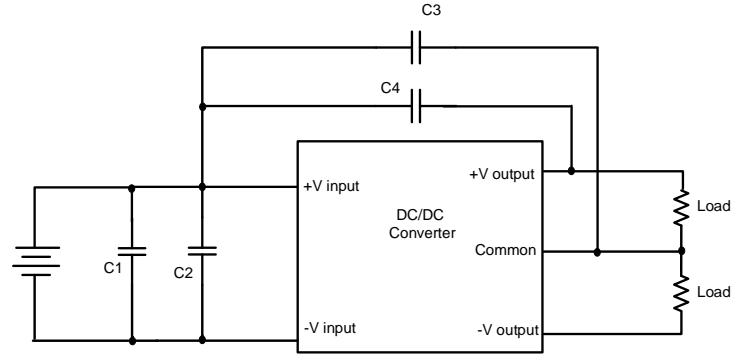 C3
C4
+V input
+V output
DC/DC
Converter
Load
C1
C2
Common
Load
-V input
-V output